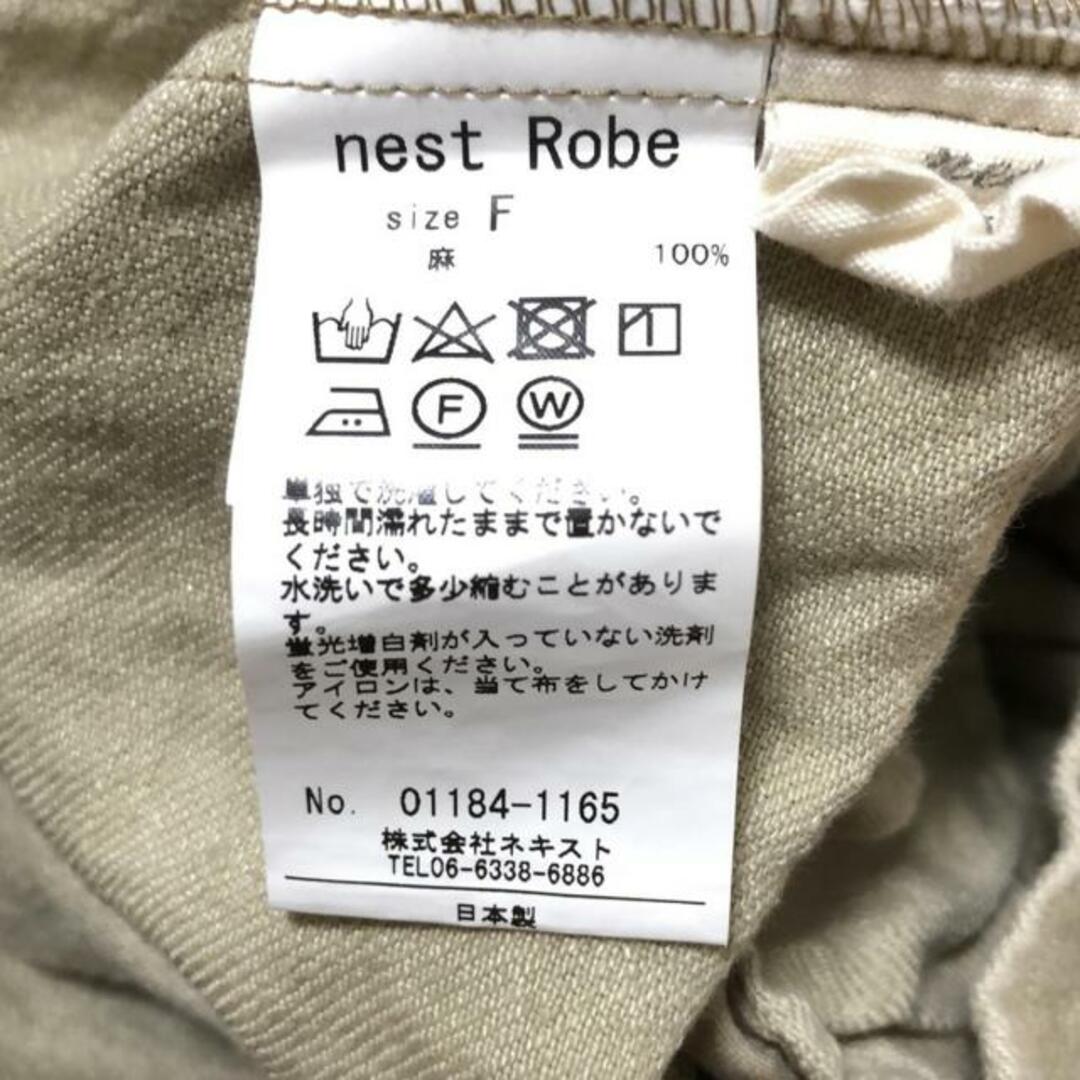 nest Robe
size F
麻 100%
F W
単独で洗濯してください。
長時間濡れたままで置かないで
ください。
水洗いで多少縮むことがありま
す。
蛍光増白剤が入っていない洗剤
をご使用ください。
アイロンは、当て布をしてかけ
てください。
No. 01184-1165
株式会社ネキスト
TEL06-6338-6886
日本製